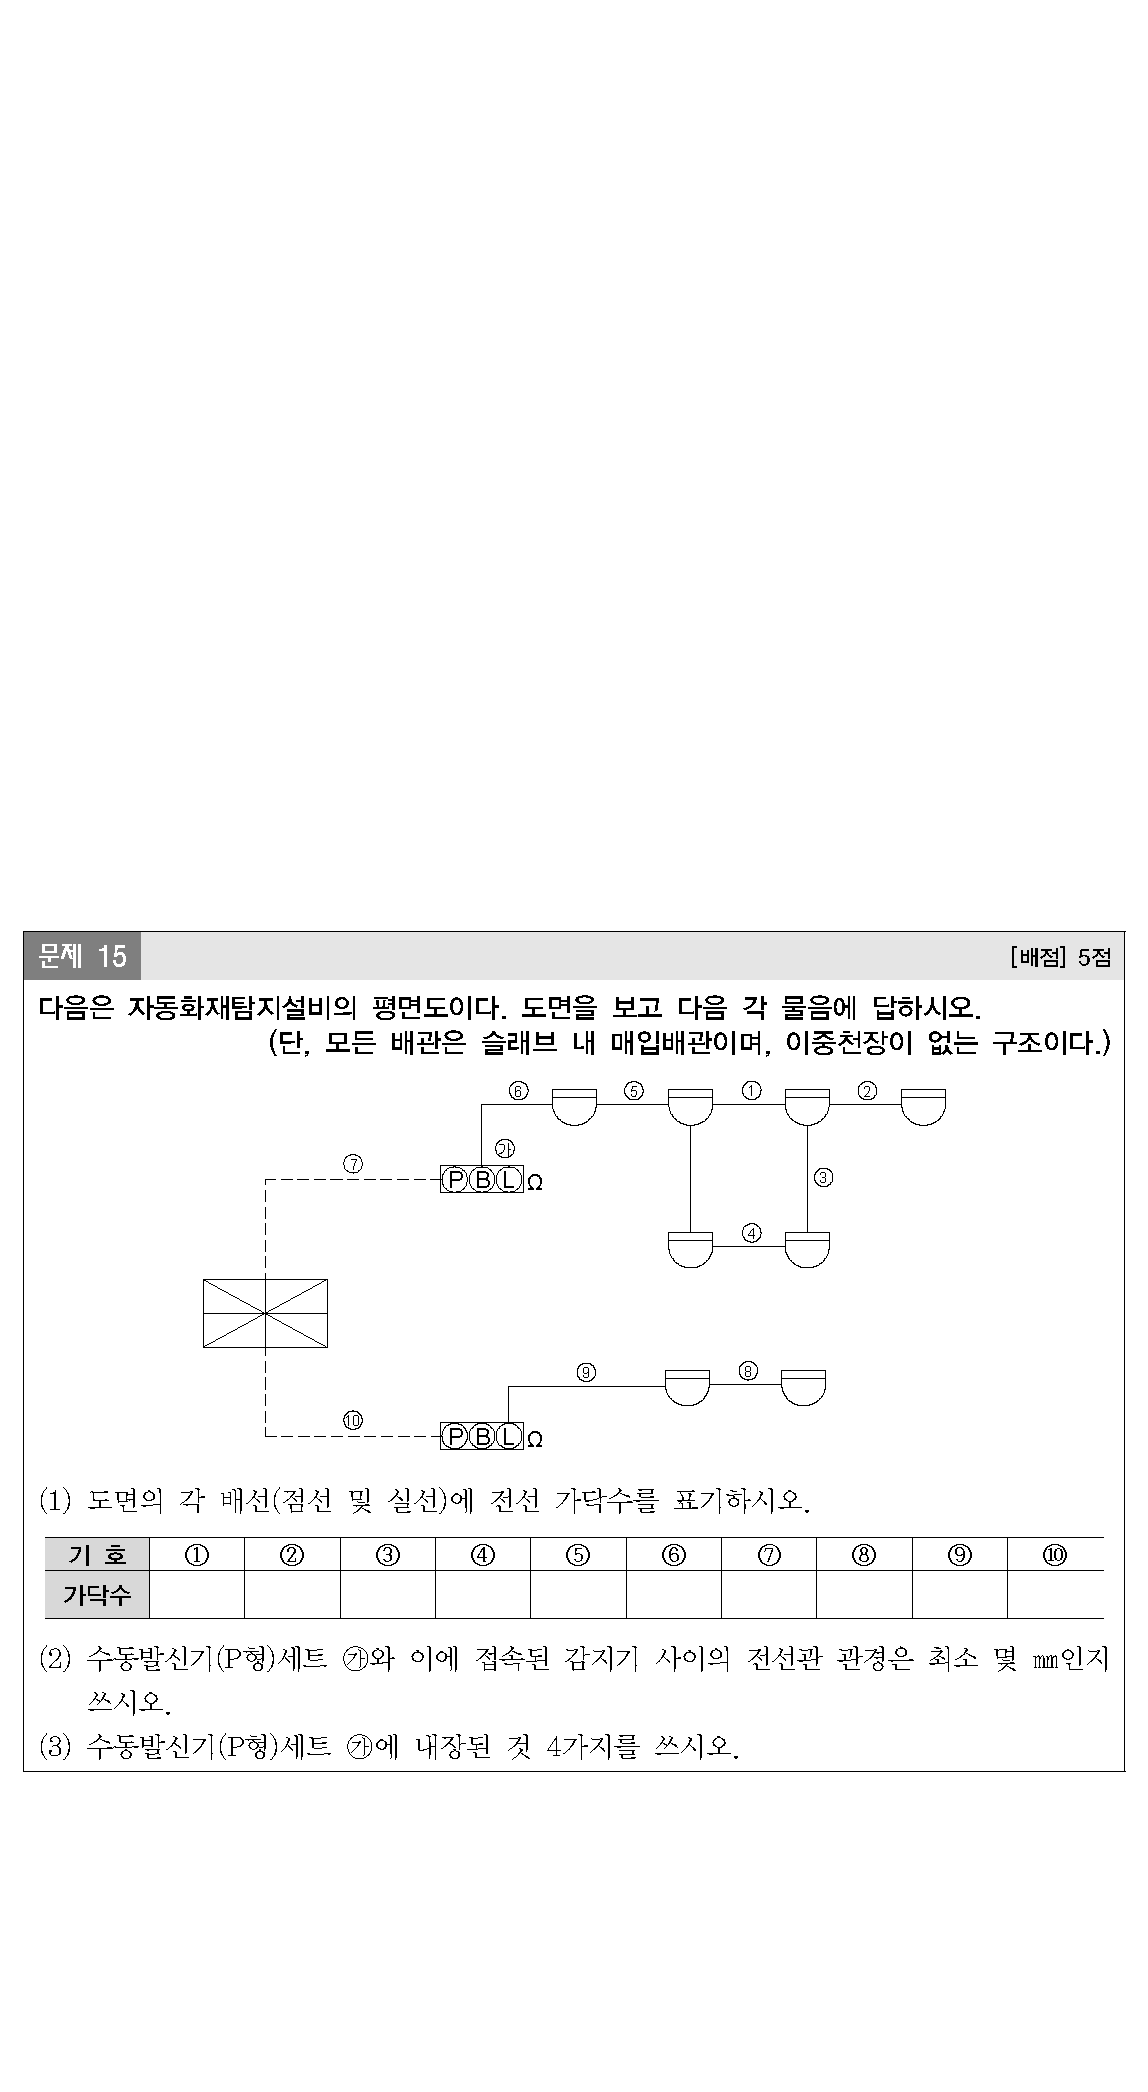 문제 15 [배점] 5점
다음은 자동화재탐지설비의 평면도이다. 도면을 보고 다음 각 물음에 답하시오.
(단, 모든 배관은 슬래브 내 매입배관이며, 이중천장이 없는 구조이다.)
⑥ ⑤ ① ②
㉮
⑦ P B L Ω ③
④
⑨ ⑧
⑩ P B L Ω
(1) 도면의 각 배선(점선 및 실선)에 전선 가닥수를 표기하시오.
기 호 ① ② ③ ④ ⑤ ⑥ ⑦ ⑧ ⑨ ⑩
가닥수
(2) 수동발신기(P형)세트 ㉮와 이에 접속된 감지기 사이의 전선관 관경은 최소 몇 ㎜인지
쓰시오.
(3) 수동발신기(P형)세트 ㉮에 내장된 것 4가지를 쓰시오.